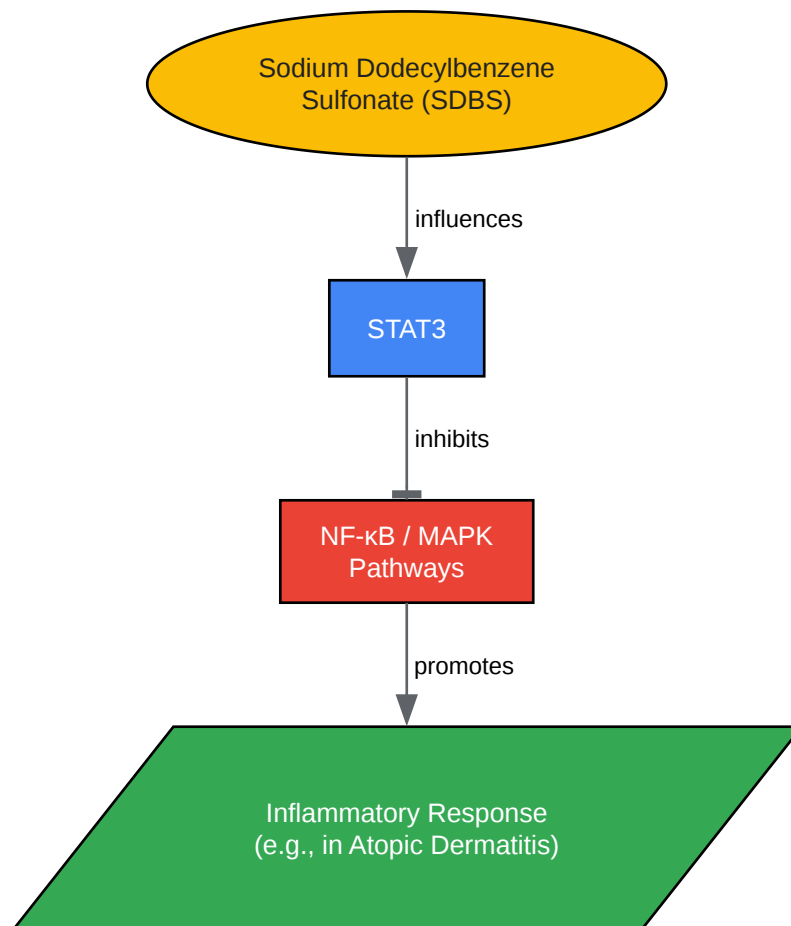 Sodium Dodecylbenzene
Sulfonate (SDBS)
influences
STAT3
inhibits
NF-κB / MAPK
Pathways
promotes
Inflammatory Response
(e.g., in Atopic Dermatitis)